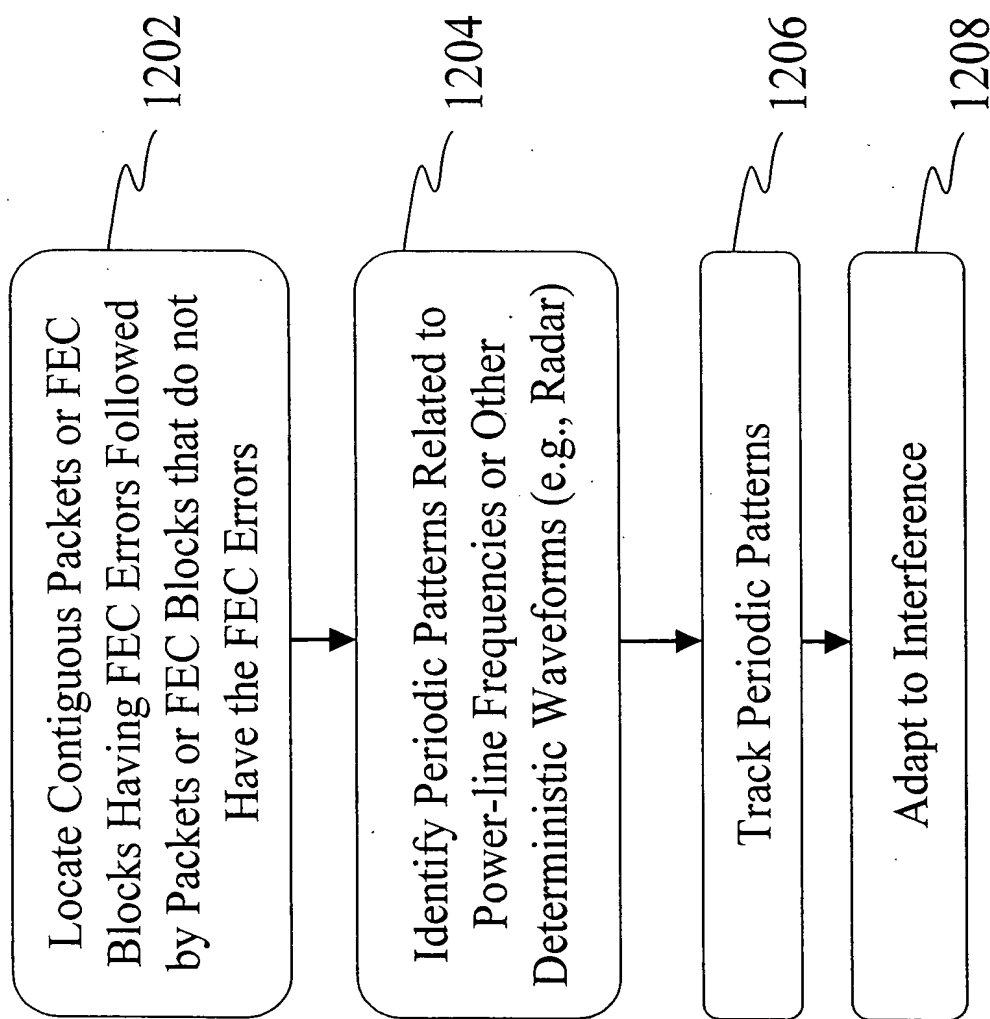 Locate Contiguous Packets or FEC
Blocks Having FEC Errors Followed
by Packets or FEC Blocks that do not
Have the FEC Errors
1202
Identify Periodic Patterns Related to
Power-line Frequencies or Other
Deterministic Waveforms (e.g., Radar)
1204
Track Periodic Patterns
1206
Adapt to Interference
1208